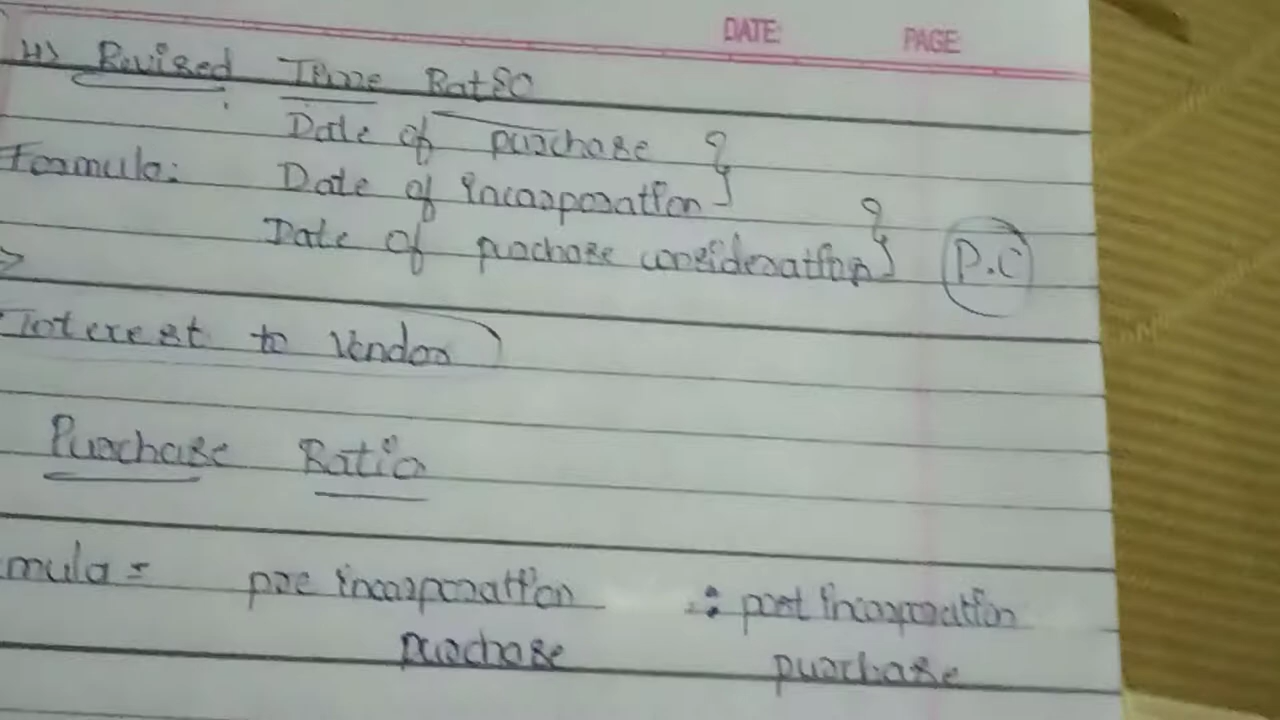 DATE: PAGE:
4) Revised Time Ratio
Date of purchase }
Formula: Date of incorporation }
Date of purchase consideration } P.C
Interest to Vendor
Purchase Ratio
mula = pre incorporation : post incorporation
purchase purchase